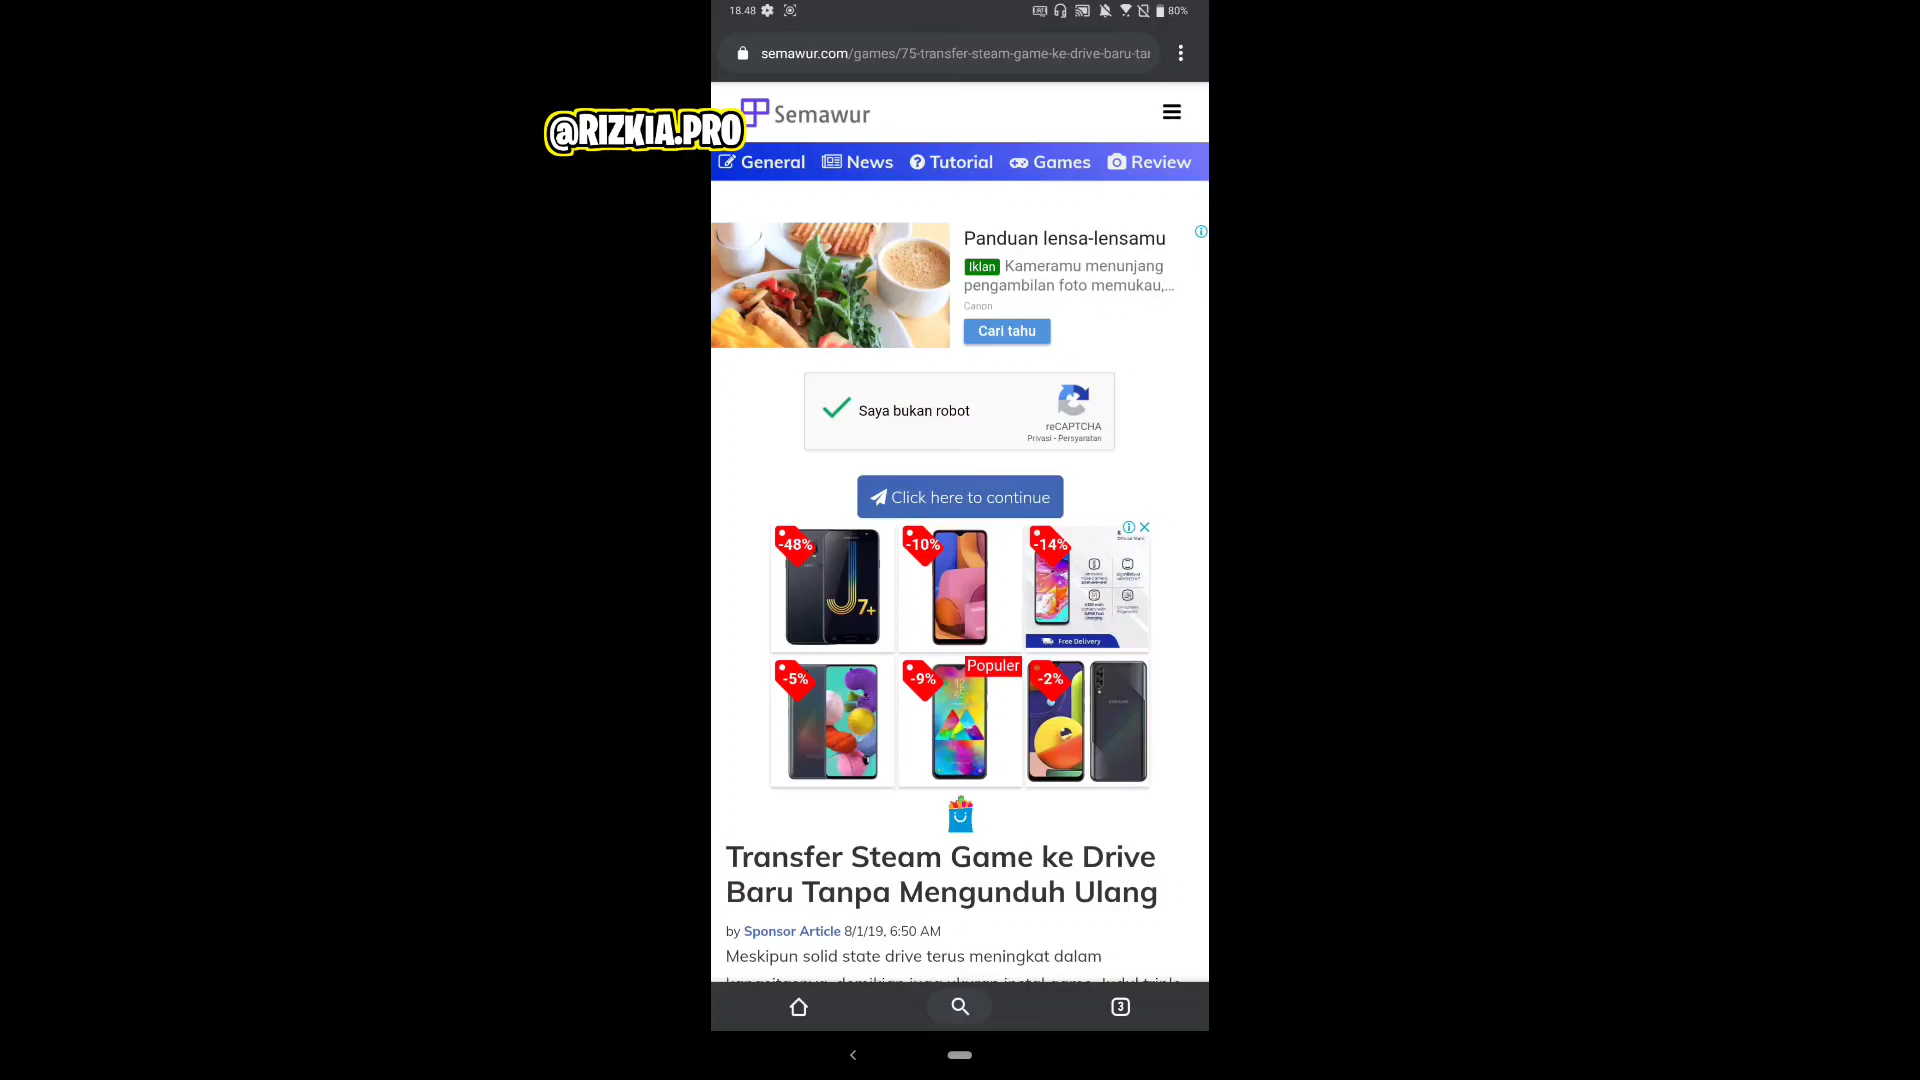 18.48
80%
semawur.com/games/75-transfer-steam-game-ke-drive-baru-tar
@RIZKIA.PRO
Semawur
General News Tutorial Games Review
Panduan lensa-lensamu
Iklan Kameramu menunjang
pengambilan foto memukau,...
Canon
Cari tahu
Saya bukan robot
reCAPTCHA
Privasi - Persyaratan
Click here to continue
-48% -10% -14%
J7+
Free Delivery
-5% -9% Populer -2%
SAMSUNG
Transfer Steam Game ke Drive
Baru Tanpa Mengunduh Ulang
by Sponsor Article 8/1/19, 6:50 AM
Meskipun solid state drive terus meningkat dalam
3